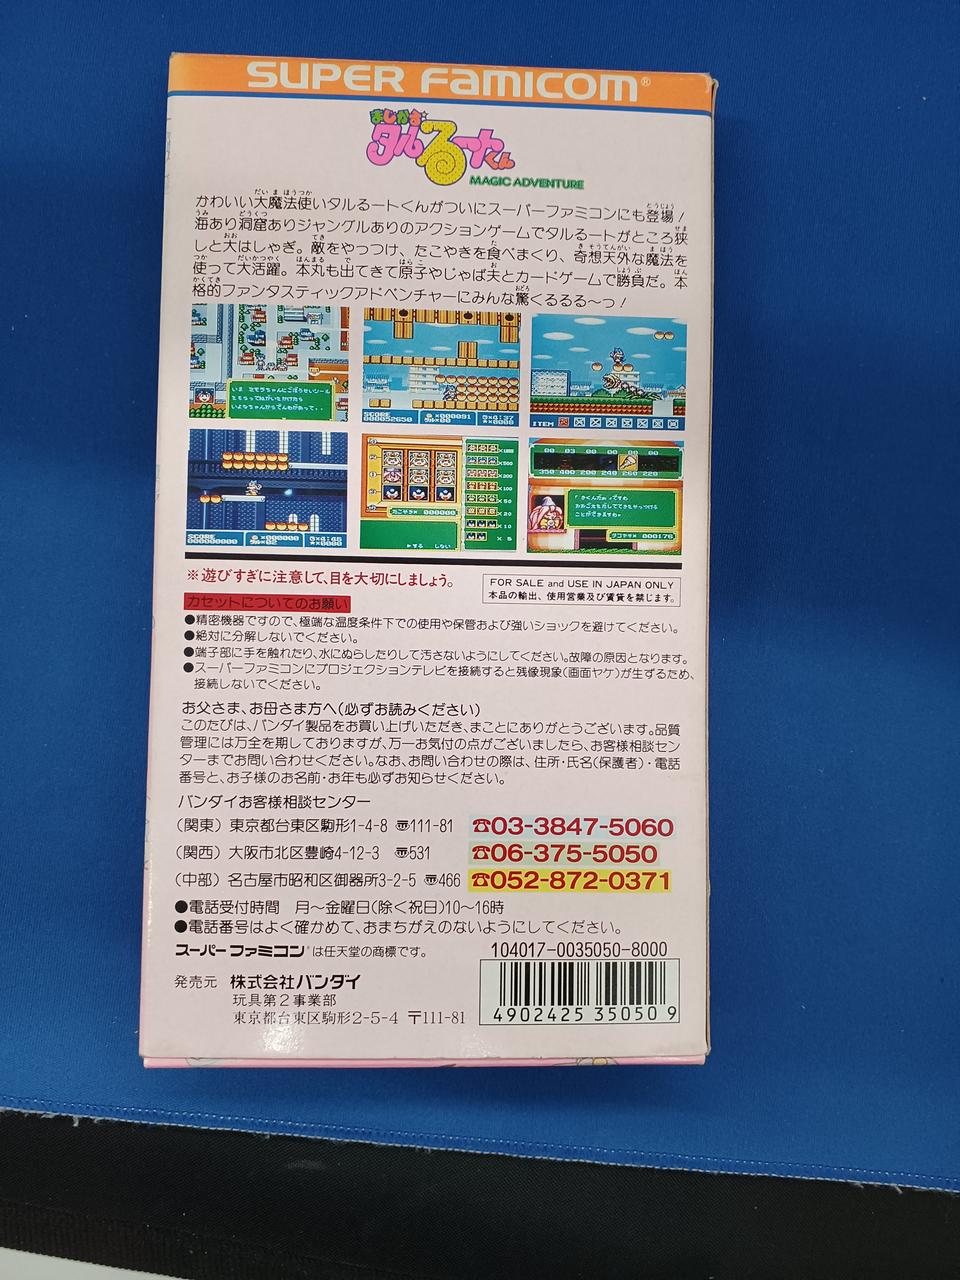 SUPER FAMICOM®
まじかる☆
タルるートくん
MAGIC ADVENTURE
かわいい大魔法使いタルるートくんがついにスーパーファミコンにも登場!
海あり洞窟ありジャングルありのアクションゲームでタルるートがところ狭
しと大はしゃぎ。敵をやっつけ、たこやきを食べまくり、奇想天外な魔法を
使って大活躍。本丸も出てきて原子やじゃば夫とカードゲームで勝負だ。本
格的ファンタスティックアドベンチャーにみんな驚くるるる〜っ!
SCORE
000052650
×000091
ITEM
SCORE
00000000
×000000
たこやき× 000000
する しない
350 400 200 240 260 220
タコヤキ× 000176
※遊びすぎに注意して、目を大切にしましょう。
FOR SALE and USE IN JAPAN ONLY
本品の輸出、使用営業及び賃貸を禁じます。
カセットについてのお願い
●精密機器ですので、極端な温度条件下での使用や保管および強いショックを避けてください。
●絶対に分解しないでください。
●端子部に手を触れたり、水にぬらしたりして汚さないようにしてください。故障の原因となります。
●スーパーファミコンにプロジェクションテレビを接続すると残像現象(画面ヤケ)が生ずるため、
接続しないでください。
お父さま、お母さま方へ(必ずお読みください)
このたびは、バンダイ製品をお買い上げいただき、まことにありがとうございます。品質
管理には万全を期しておりますが、万一お気付の点がございましたら、お客様相談セン
ターまでお問い合わせください。なお、お問い合わせの際は、住所・氏名(保護者)・電話
番号と、お子様のお名前・お年も必ずお知らせください。
バンダイお客様相談センター
(関東) 東京都台東区駒形1-4-8 〠111-81 ☎03-3847-5060
(関西) 大阪市北区豊崎4-12-3 〠531 ☎06-375-5050
(中部) 名古屋市昭和区御器所3-2-5 〠466 ☎052-872-0371
●電話受付時間 月〜金曜日(除く祝日)10〜16時
●電話番号はよく確かめて、おまちがえのないようにしてください。
スーパーファミコン®は任天堂の商標です。
104017-0035050-8000
発売元 株式会社バンダイ
玩具第2事業部
東京都台東区駒形2-5-4 〒111-81
4902425 35050 9